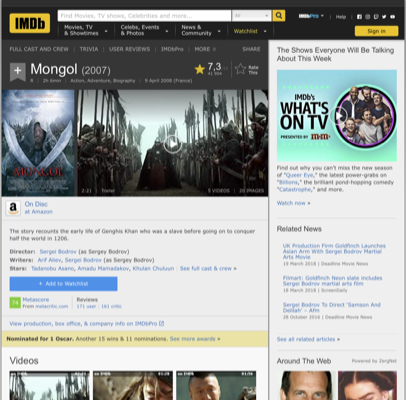 IMDb
Find Movies, TV shows, Celebrities and more...
All
IMDbPro
Help
Movies, TV & Showtimes
Celebs, Events & Photos
News & Community
Watchlist
Sign in
FULL CAST AND CREW | TRIVIA | USER REVIEWS | IMDbPro | MORE
SHARE
Mongol (2007)
7,3
Rate This
2h 6min | Action, Adventure, Biography | 9 April 2008 (France)
MONGOL
2:21 | Trailer
5 VIDEOS | 20 IMAGES
On Disc
at Amazon
The story recounts the early life of Genghis Khan who was a slave before going on to conquer
half the world in 1206.
Director: Sergei Bodrov (as Sergey Bodrov)
Writers: Arif Aliev, Sergei Bodrov (as Sergey Bodrov)
Stars: Tadanobu Asano, Amadu Mamadakov, Khulan Chuluun | See full cast & crew »
+ Add to Watchlist
Metascore
From metacritic.com
Reviews
171 user | 161 critic
View production, box office, & company info on IMDbPro
Nominated for 1 Oscar. Another 15 wins & 11 nominations. See more awards »
Videos
The Shows Everyone Will Be Talking
About This Week
IMDb's
WHAT'S
ON TV
PRESENTED BY M&M'S
Find out why you can't miss the new season
of "Queer Eye," the latest power-grabs on
"Billions," the brilliant pond-hopping comedy
"Catastrophe," and more.
Watch now »
Related News
UK Production Firm Goldfinch Launches
Asian Arm With Sergei Bodrov Martial Arts
Movie
19 March 2018 | Deadline Movie News
Filmart: Goldfinch Neon slate includes
Sergei Bodrov martial arts film
18 March 2018 | ScreenDaily
Sergei Bodrov To Direct 'Samson And
Delilah' – Afm
28 October 2016 | Deadline Movie News
See all related articles »
Around The Web
Powered by ZergNet